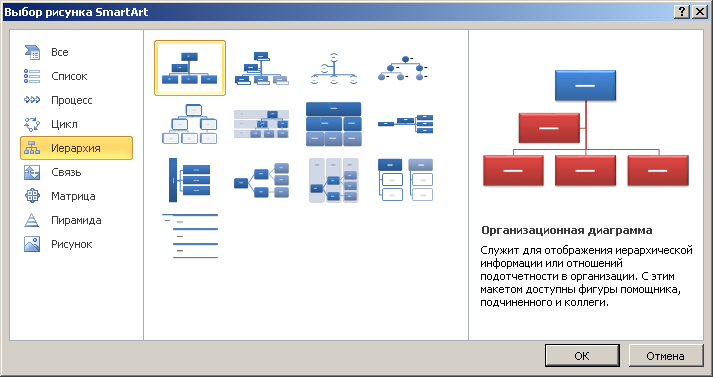 Выбор рисунка SmartArt
Все
Список
Процесс
Цикл
Иерархия
Связь
Матрица
Пирамида
Рисунок
Организационная диаграмма
Служит для отображения иерархической
информации или отношений
подотчетности в организации. С этим
макетом доступны фигуры помощника,
подчиненного и коллеги.
ОК
Отмена